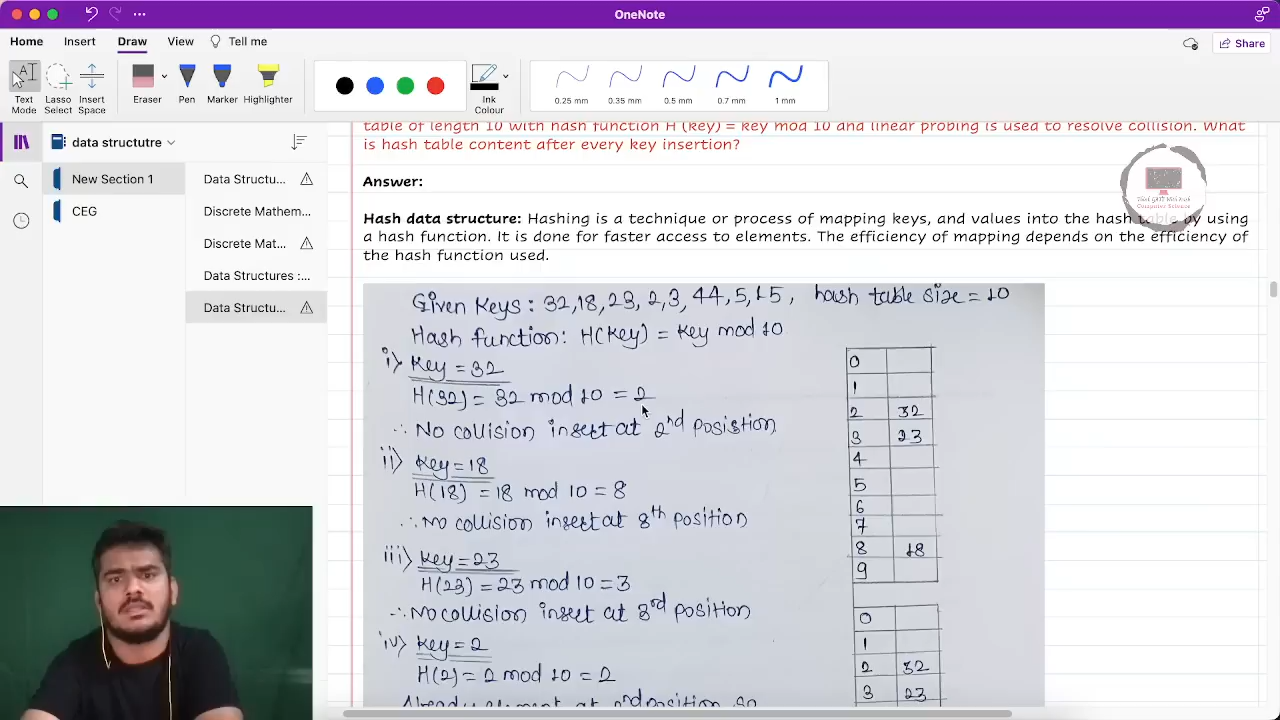 OneNote
Home Insert Draw View Tell me
Share
Text Mode
Lasso Select
Insert Space
Eraser
Pen
Marker
Highlighter
Ink Colour
0.25 mm
0.35 mm
0.5 mm
0.7 mm
1 mm
data structutre
New Section 1
CEG
Data Structu...
Discrete Mathem...
Discrete Mat...
Data Structures :...
Data Structu...
table of length 10 with hash function H (key) = key mod 10 and linear probing is used to resolve collision. What
is hash table content after every key insertion?
Answer:
Hash data structure: Hashing is a technique or process of mapping keys, and values into the hash table by using
a hash function. It is done for faster access to elements. The efficiency of mapping depends on the efficiency of
the hash function used.
Given Keys: 32,18,23,2,3,44,5,15, hash table size=10
Hash function: H(Key) = Key mod 10
i) Key = 32
H(32) = 32 mod 10 = 2
∴ No collision insert at 2nd posistion
ii) Key=18
H(18) = 18 mod 10 = 8
∴ No collision insert at 8th position
iii) Key=23
H(23) = 23 mod 10 = 3
∴ No collision insert at 3rd position
iv) Key=2
H(2) = 2 mod 10 = 2
Already element at 2nd position so
0
1
2 32
3 23
4
5
6
7
8 18
9
0
1
2 32
3 23